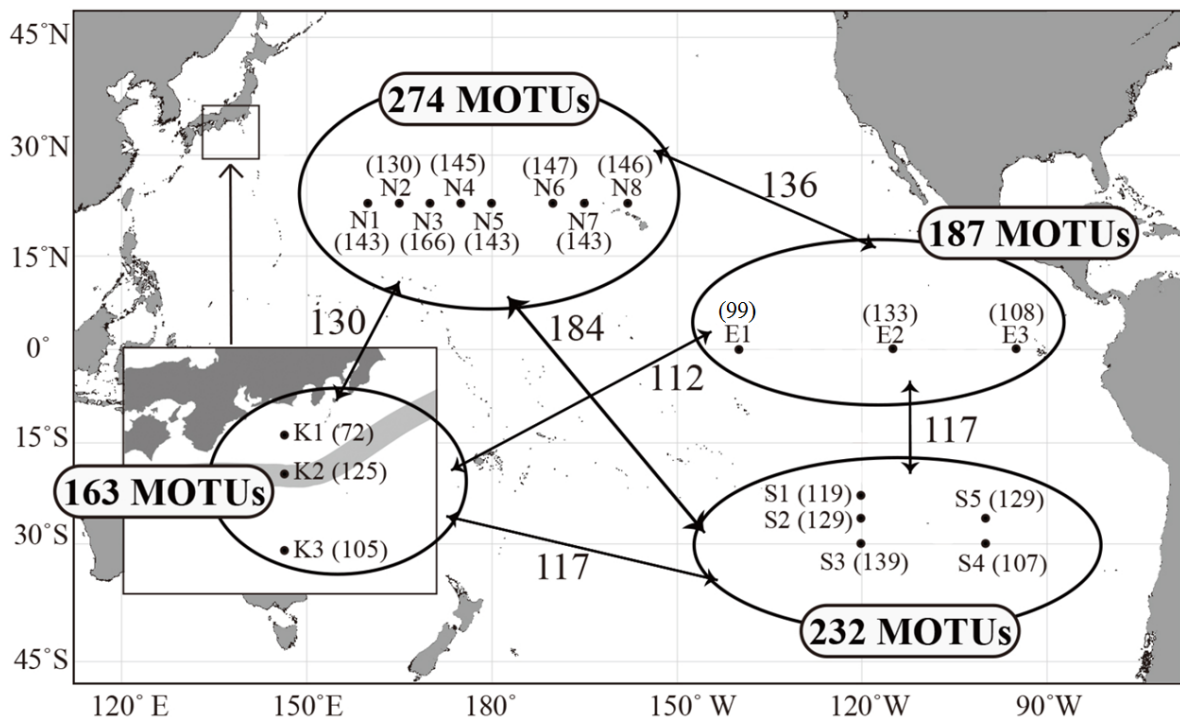 45°N
30°N
15°N
0°
15°S
30°S
45°S
120° E
150°E
180°
150° W
120°W
90°W
274 MOTUs
(130) (145) (147) (146)
N2 N4 N6 N8
N1 N3 N5 N7
(143) (166) (143) (143)
136
187 MOTUs
(99) (133) (108)
E1 E2 E3
130
184
112
117
K1 (72)
K2 (125)
163 MOTUs
K3 (105)
117
S1 (119) S5 (129)
S2 (129)
S3 (139) S4 (107)
232 MOTUs